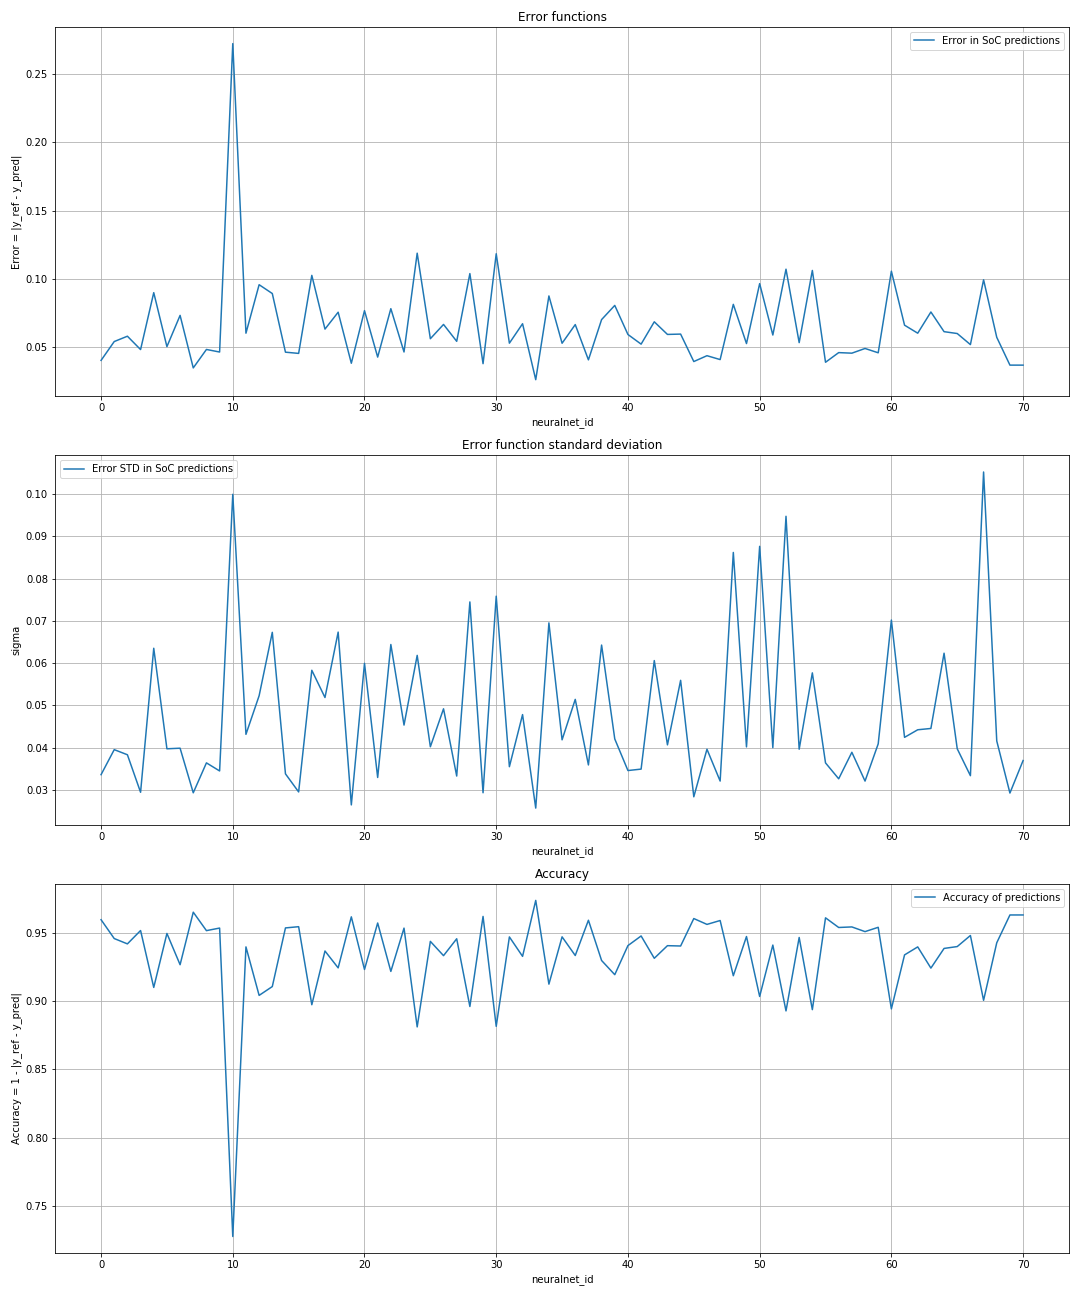 Error functions
Error in SoC predictions
Error = |y_ref - y_pred|
0.25
0.20
0.15
0.10
0.05
0 10 20 30 40 50 60 70
neuralnet_id
Error function standard deviation
Error STD in SoC predictions
sigma
0.10
0.09
0.08
0.07
0.06
0.05
0.04
0.03
0 10 20 30 40 50 60 70
neuralnet_id
Accuracy
Accuracy of predictions
Accuracy = 1 - |y_ref - y_pred|
0.95
0.90
0.85
0.80
0.75
0 10 20 30 40 50 60 70
neuralnet_id